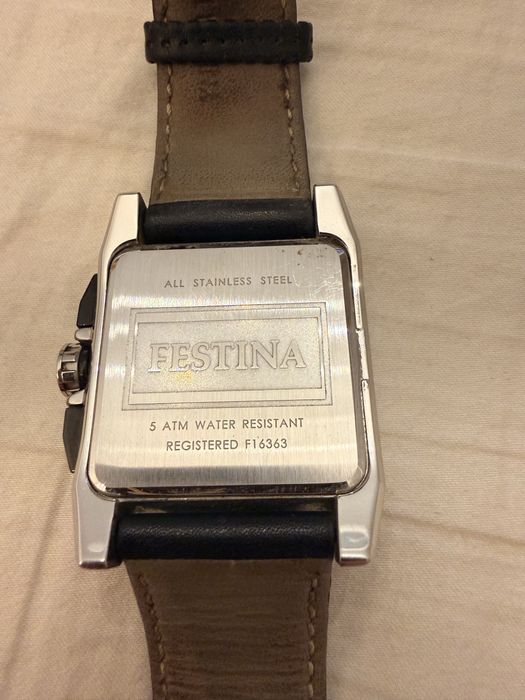 ALL STAINLESS STEEL
FESTINA
5 ATM WATER RESISTANT
REGISTERED F16363